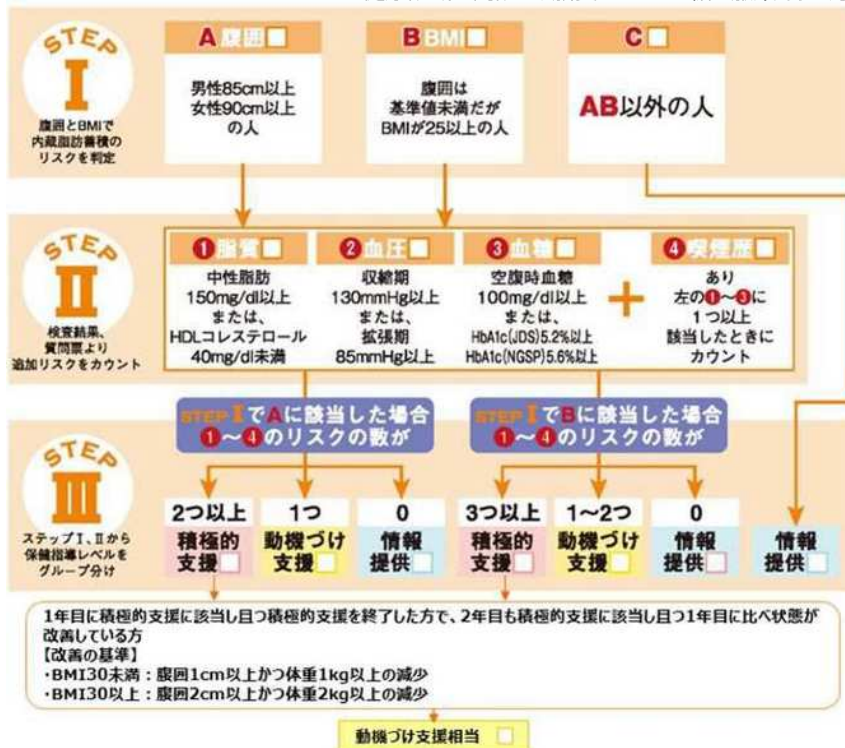 STEP
I
腹囲とBMIで
内蔵脂肪蓄積の
リスクを判定
A 腹囲
男性85cm以上
女性90cm以上
の人
B BMI
腹囲は
基準値未満だが
BMIが25以上の人
C
AB以外の人
STEP
II
検査結果、
質問票より
追加リスクをカウント
❶脂質
中性脂肪
150mg/dl以上
または、
HDLコレステロール
40mg/dl未満
❷血圧
収縮期
130mmHg以上
または、
拡張期
85mmHg以上
❸血糖
空腹時血糖
100mg/dl以上
または、
HbA1c(JDS)5.2%以上
HbA1c(NGSP)5.6%以上
+
❹喫煙歴
あり
左の❶~❸に
1つ以上
該当したときに
カウント
STEP IでAに該当した場合
❶~❹のリスクの数が
STEP IでBに該当した場合
❶~❹のリスクの数が
STEP
III
ステップI、IIから
保健指導レベルを
グループ分け
2つ以上
積極的
支援
1つ
動機づけ
支援
0
情報
提供
3つ以上
積極的
支援
1~2つ
動機づけ
支援
0
情報
提供
情報
提供
1年目に積極的支援に該当し且つ積極的支援を終了した方で、2年目も積極的支援に該当し且つ1年目に比べ状態が
改善している方
【改善の基準】
・BMI30未満:腹囲1cm以上かつ体重1kg以上の減少
・BMI30以上:腹囲2cm以上かつ体重2kg以上の減少
動機づけ支援相当